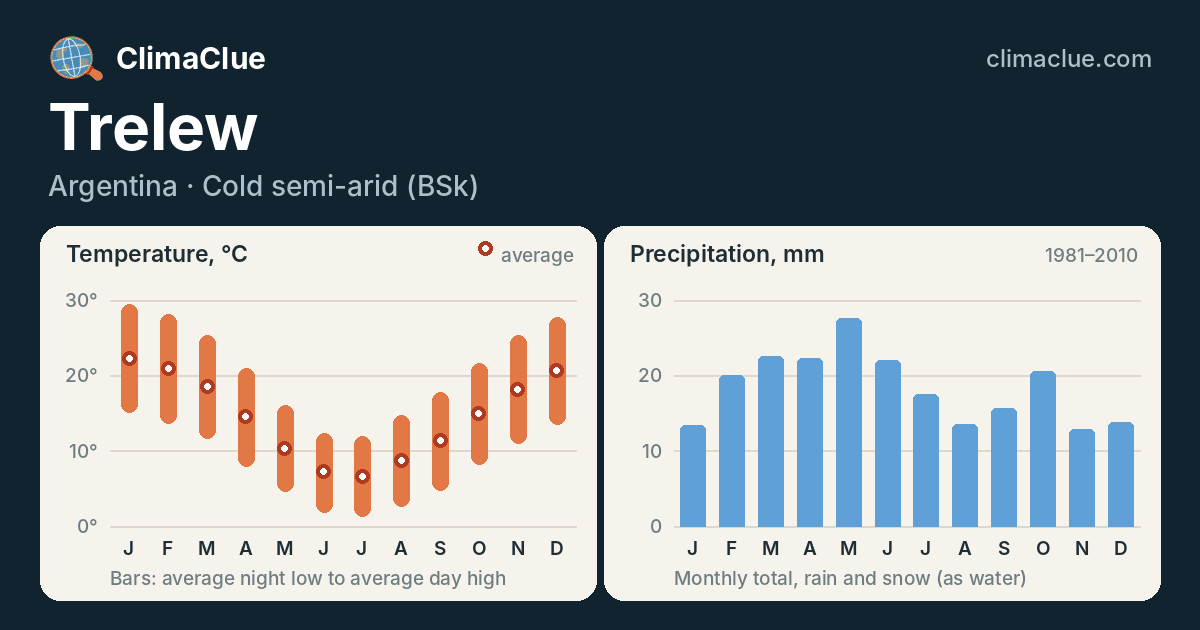 ClimaClue
climaclue.com
Trelew
Argentina · Cold semi-arid (BSk)
Temperature, °C
average
30°
20°
10°
0°
J F M A M J J A S O N D
Bars: average night low to average day high
Precipitation, mm
1981–2010
30
20
10
0
J F M A M J J A S O N D
Monthly total, rain and snow (as water)